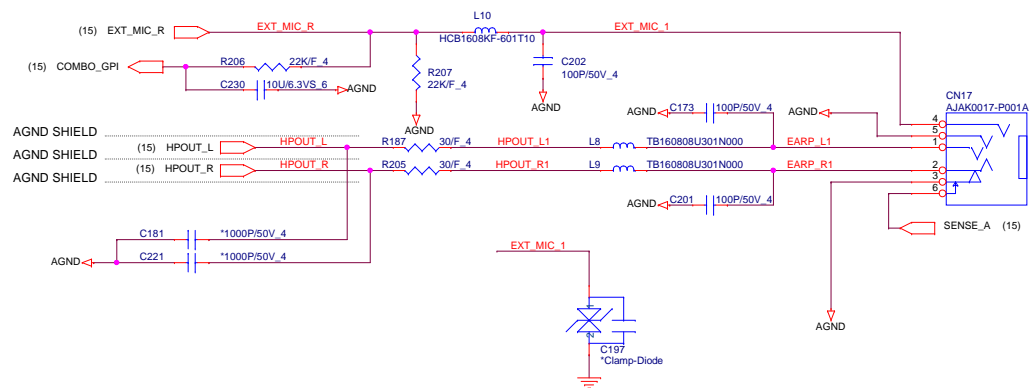 L10
(15) EXT_MIC_R EXT_MIC_R EXT_MIC_1
HCB1608KF-601T10
(15) COMBO_GPI R206 22K/F_4
C202
100P/50V_4
R207
22K/F_4
C230 10U/6.3VS_6 AGND
AGND
CN17
AJAK0017-P001A
C173 100P/50V_4
AGND AGND
4
5
1
2
3
6
AGND
AGND SHIELD
(15) HPOUT_L HPOUT_L R187 30/F_4 HPOUT_L1 L8 TB160808U301N000 EARP_L1
AGND SHIELD
(15) HPOUT_R HPOUT_R R205 30/F_4 HPOUT_R1 L9 TB160808U301N000 EARP_R1
AGND SHIELD
C201 100P/50V_4
AGND
SENSE_A (15)
C181 *1000P/50V_4
AGND
C221 *1000P/50V_4
EXT_MIC_1
1
2
C197
*Clamp-Diode
AGND